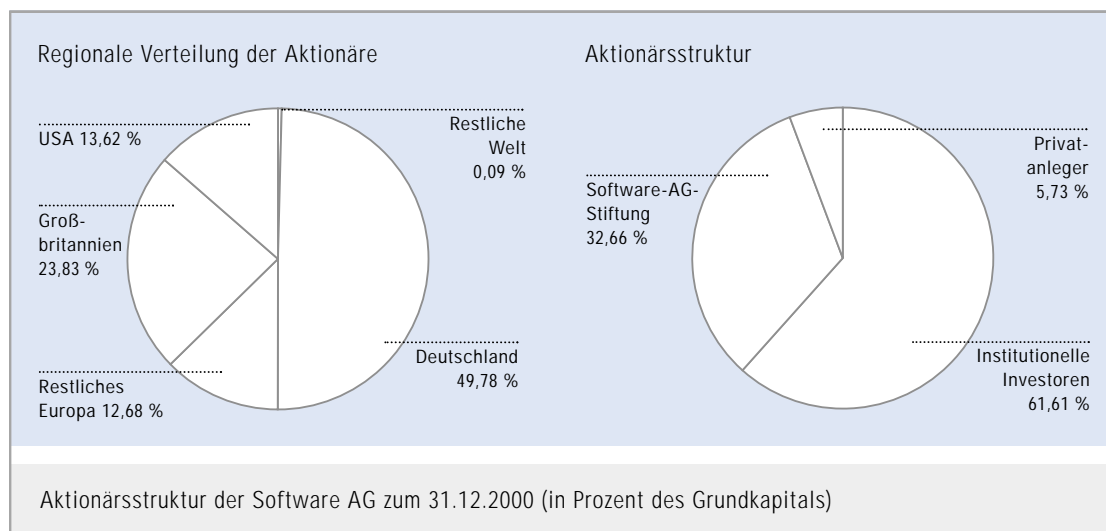 Regionale Verteilung der Aktionäre
USA 13,62 %
Restliche
Welt
0,09 %
Groß-
britannien
23,83 %
Deutschland
49,78 %
Restliches
Europa 12,68 %
Aktionärsstruktur
Privat-
anleger
5,73 %
Software-AG-
Stiftung
32,66 %
Institutionelle
Investoren
61,61 %
Aktionärsstruktur der Software AG zum 31.12.2000 (in Prozent des Grundkapitals)